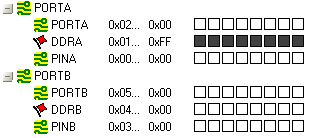 PORTA
PORTA 0x02... 0x00
DDRA 0x01... 0xFF
PINA 0x00... 0x00
PORTB
PORTB 0x05... 0x00
DDRB 0x04... 0x00
PINB 0x03... 0x00